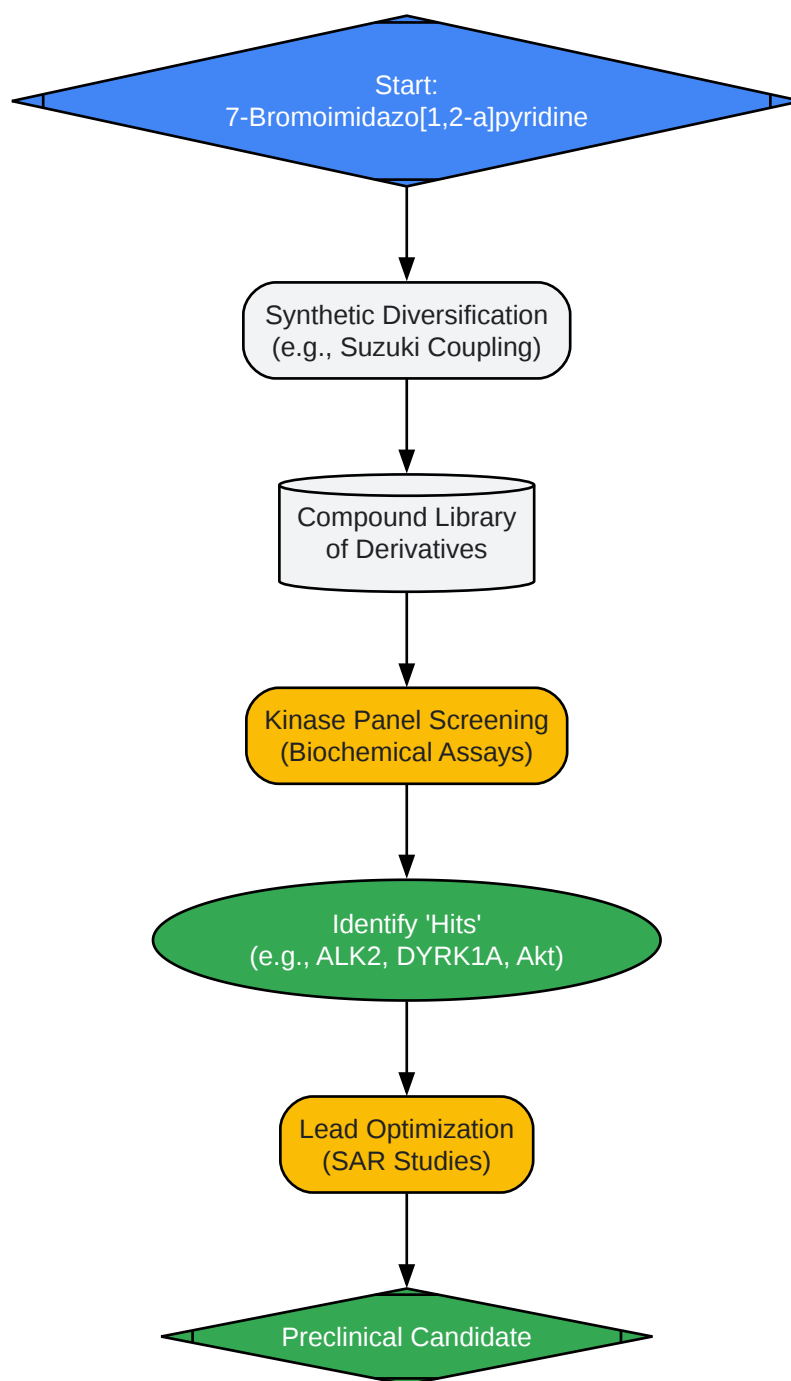 Start:
7-Bromoimidazo[1,2-a]pyridine
Synthetic Diversification
(e.g., Suzuki Coupling)
Compound Library
of Derivatives
Kinase Panel Screening
(Biochemical Assays)
Identify 'Hits'
(e.g., ALK2, DYRK1A, Akt)
Lead Optimization
(SAR Studies)
Preclinical Candidate